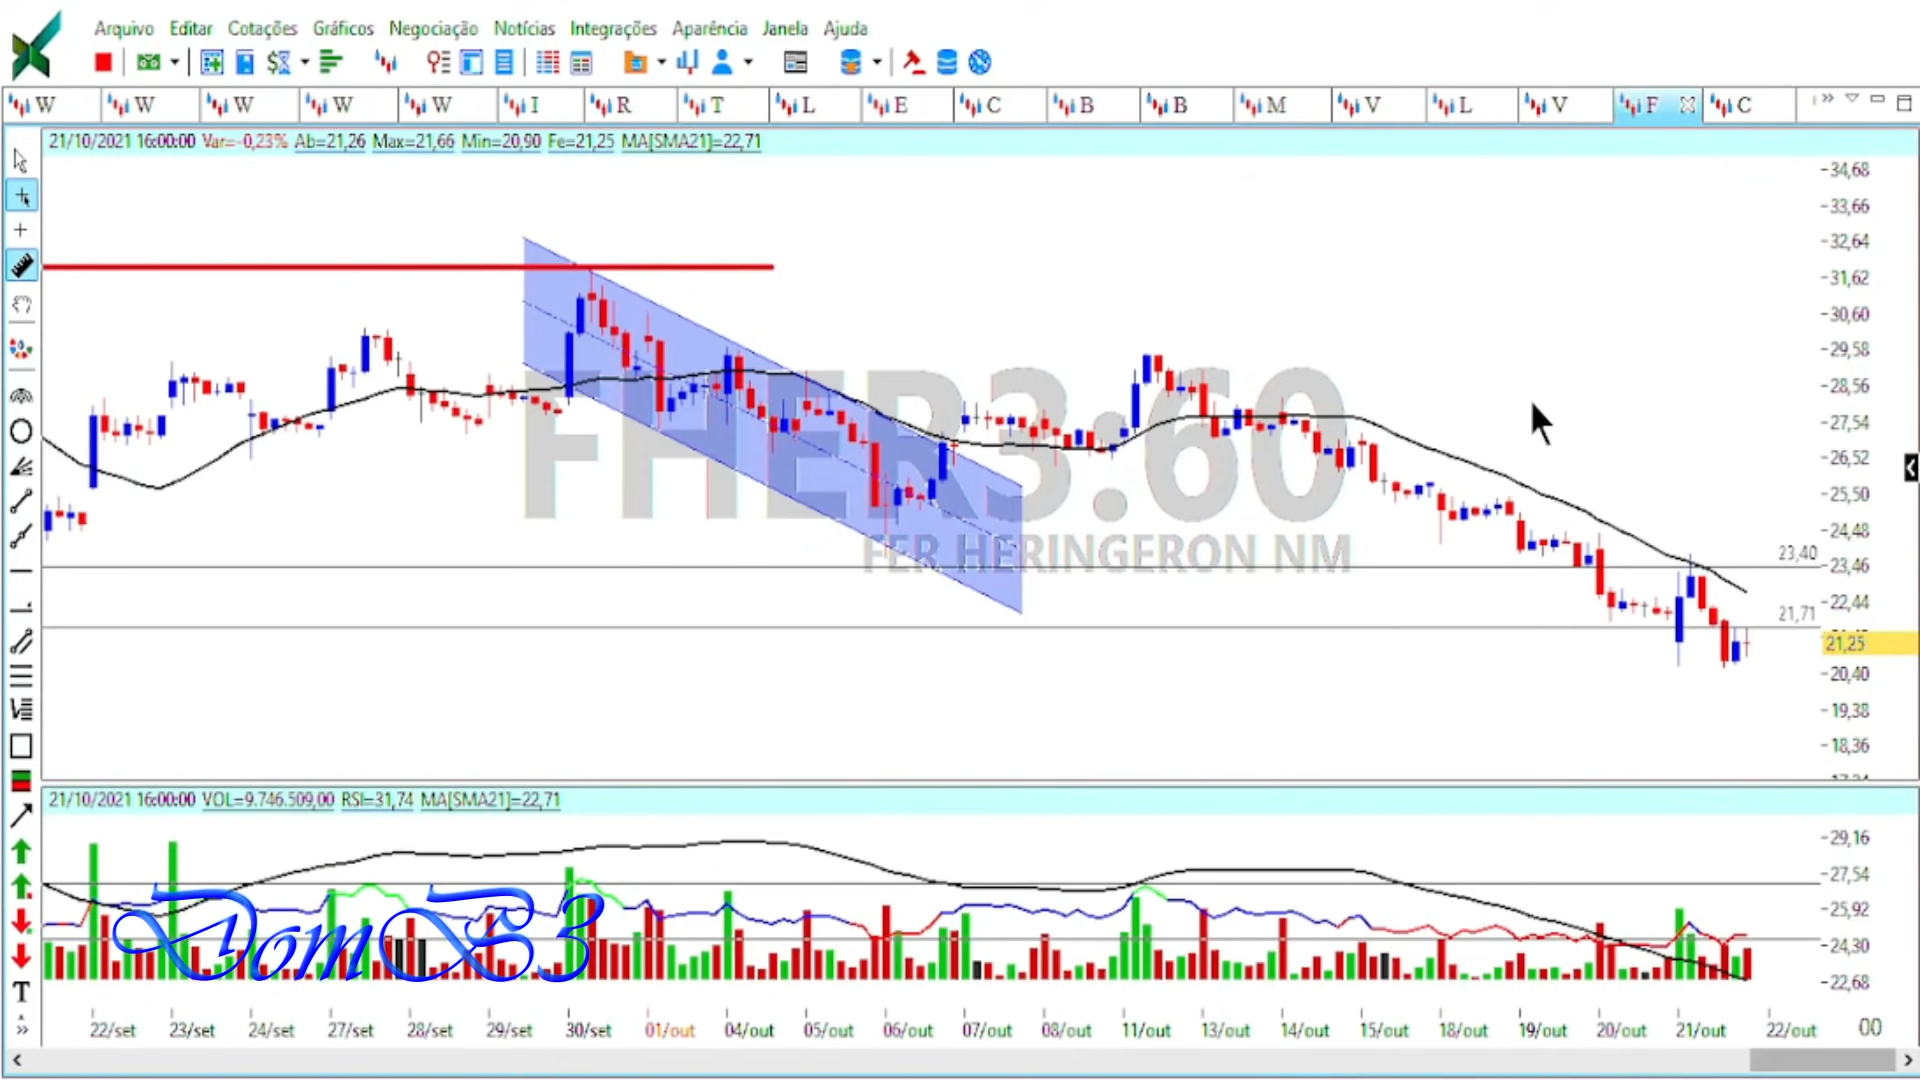 Arquivo Editar Cotações Gráficos Negociação Notícias Integrações Aparência Janela Ajuda
W W W W W I R T L E C B B M V L V F C
21/10/2021 16:00:00 Var=-0,23% Ab=21,26 Max=21,66 Min=20,90 Fe=21,25 MA[SMA21]=22,71
34,68
33,66
32,64
31,62
30,60
29,58
28,56
27,54
26,52
25,50
24,48
23,40
23,46
22,44
21,71
21,25
20,40
19,38
18,36
FHER3:60
FER HERINGERON NM
21/10/2021 16:00:00 VOL=9.746.509,00 RSI=31,74 MA[SMA21]=22,71
29,16
27,54
25,92
24,30
22,68
DomB3
T
22/set 23/set 24/set 27/set 28/set 29/set 30/set 01/out 04/out 05/out 06/out 07/out 08/out 11/out 13/out 14/out 15/out 18/out 19/out 20/out 21/out 22/out 00